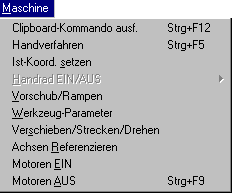 Maschine
Clipboard-Kommando ausf. Strg+F12
Handverfahren Strg+F5
Ist-Koord. setzen
Handrad EIN/AUS
Vorschub/Rampen
Werkzeug-Parameter
Verschieben/Strecken/Drehen
Achsen Referenzieren
Motoren EIN
Motoren AUS Strg+F9